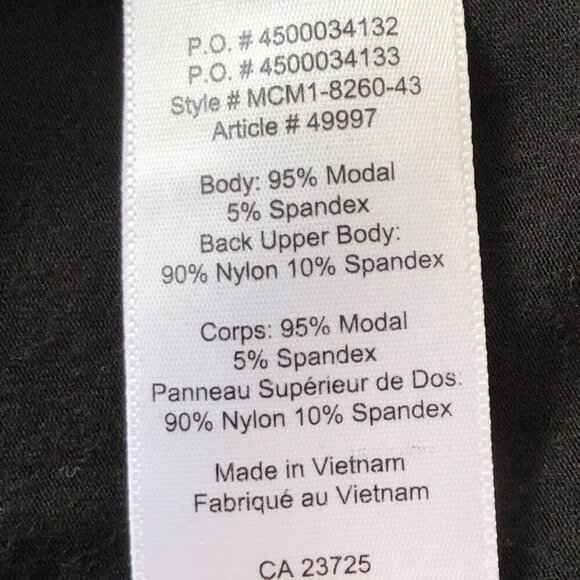 P.O. # 4500034132
P.O. # 4500034133
Style # MCM1-8260-43
Article # 49997
Body: 95% Modal
5% Spandex
Back Upper Body:
90% Nylon 10% Spandex
Corps: 95% Modal
5% Spandex
Panneau Supérieur de Dos:
90% Nylon 10% Spandex
Made in Vietnam
Fabriqué au Vietnam
CA 23725